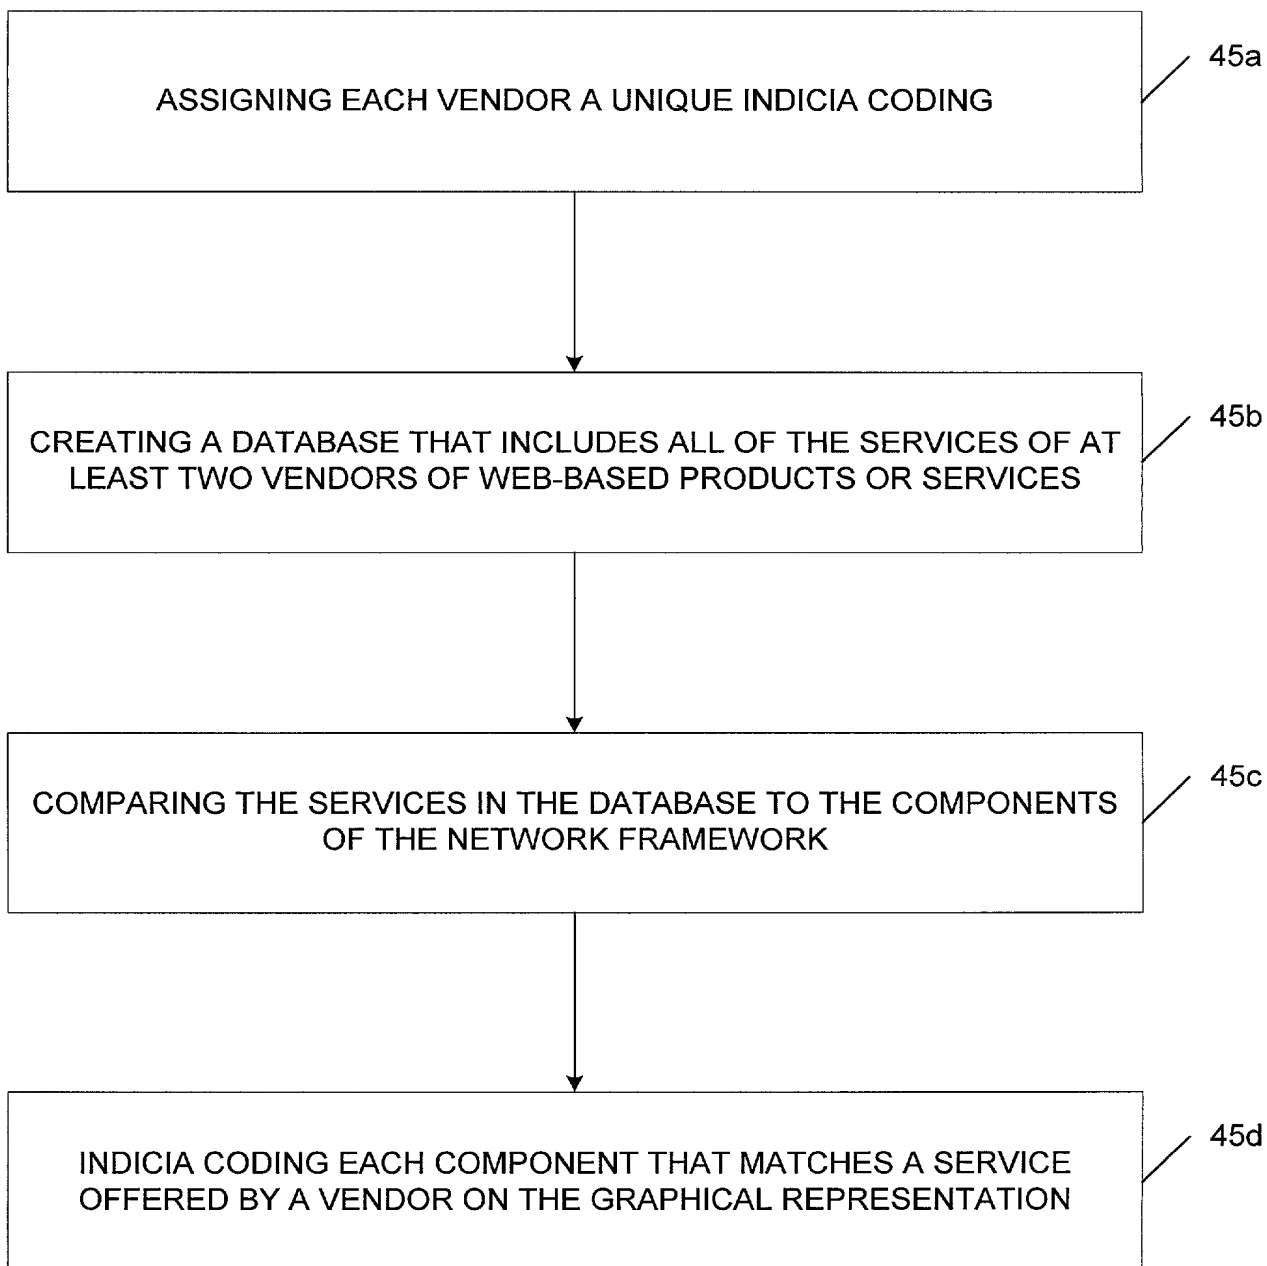 45a
ASSIGNING EACH VENDOR A UNIQUE INDICIA CODING
45b
CREATING A DATABASE THAT INCLUDES ALL OF THE SERVICES OF AT
LEAST TWO VENDORS OF WEB-BASED PRODUCTS OR SERVICES
45c
COMPARING THE SERVICES IN THE DATABASE TO THE COMPONENTS
OF THE NETWORK FRAMEWORK
45d
INDICIA CODING EACH COMPONENT THAT MATCHES A SERVICE
OFFERED BY A VENDOR ON THE GRAPHICAL REPRESENTATION